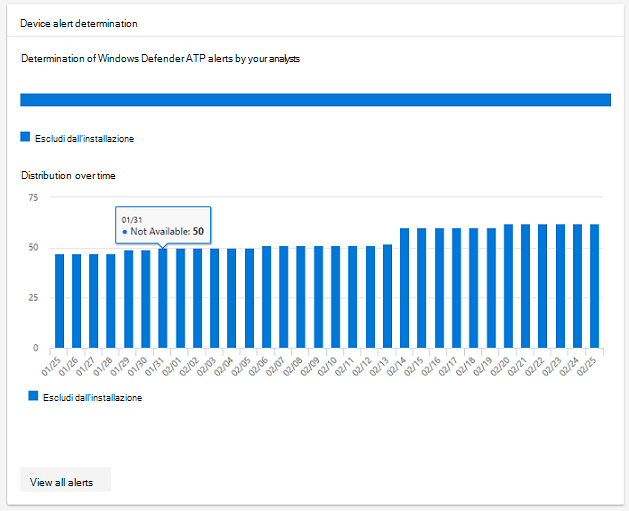 Device alert determination
Determination of Windows Defender ATP alerts by your analysts
Escludi dall'installazione
Distribution over time
75
01/31
● Not Available: 50
50
25
0
01/25 01/26 01/27 01/28 01/29 01/30 01/31 02/01 02/02 02/03 02/04 02/05 02/06 02/07 02/08 02/09 02/10 02/11 02/12 02/13 02/14 02/15 02/16 02/17 02/18 02/19 02/20 02/21 02/22 02/23 02/24 02/25
Escludi dall'installazione
View all alerts